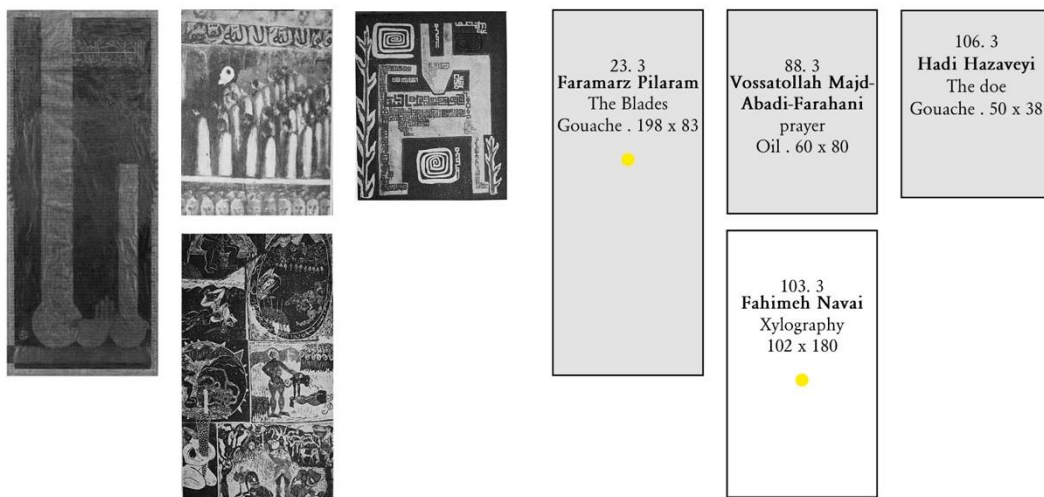 23. 3
Faramarz Pilaram
The Blades
Gouache . 198 x 83
88. 3
Vossatollah Majd-
Abadi-Farahani
prayer
Oil . 60 x 80
106. 3
Hadi Hazaveyi
The doe
Gouache . 50 x 38
103. 3
Fahimeh Navai
Xylography
102 x 180